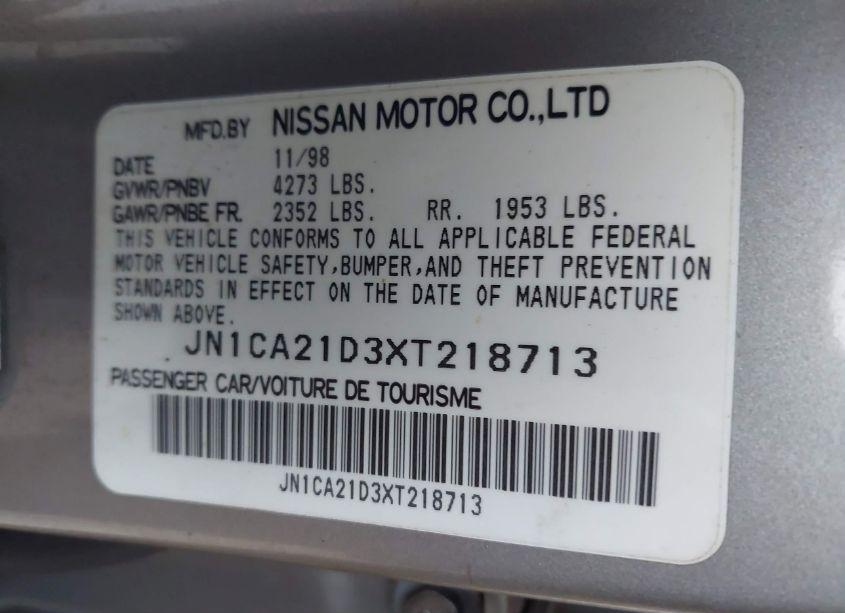 MFD.BY NISSAN MOTOR CO.,LTD
DATE 11/98
GVWR/PNBV 4273 LBS.
GAWR/PNBE FR. 2352 LBS. RR. 1953 LBS.
THIS VEHICLE CONFORMS TO ALL APPLICABLE FEDERAL
MOTOR VEHICLE SAFETY,BUMPER,AND THEFT PREVENTION
STANDARDS IN EFFECT ON THE DATE OF MANUFACTURE
SHOWN ABOVE.
JN1CA21D3XT218713
PASSENGER CAR/VOITURE DE TOURISME
JN1CA21D3XT218713